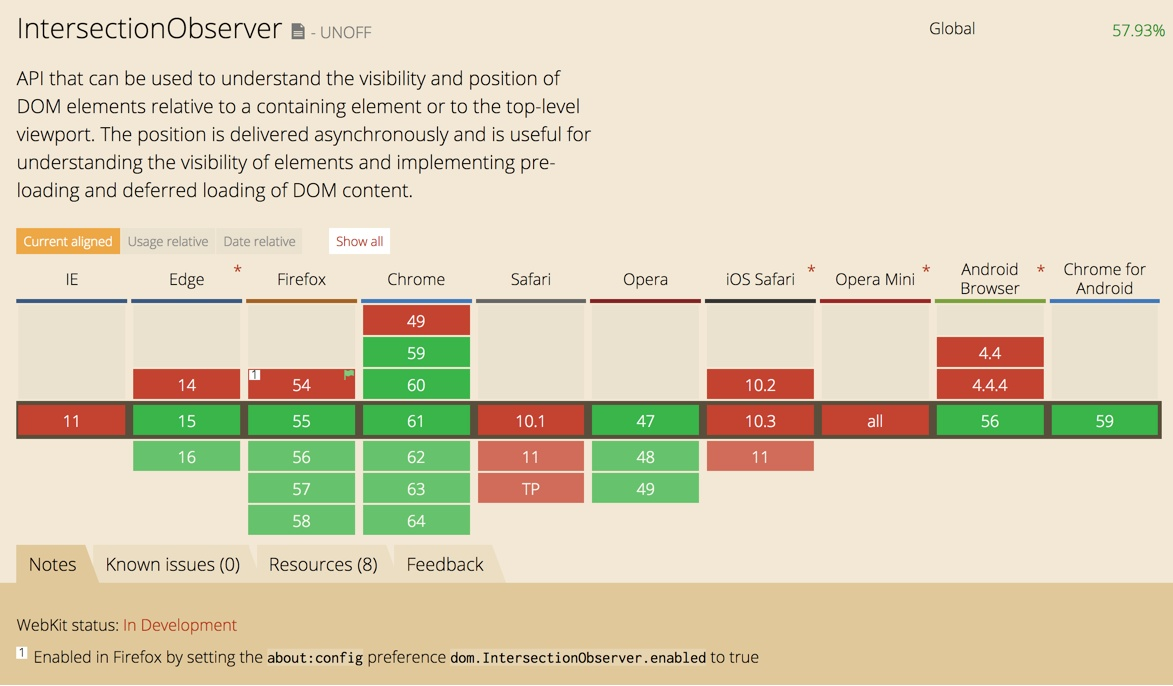 IntersectionObserver - UNOFF
Global 57.93%
API that can be used to understand the visibility and position of
DOM elements relative to a containing element or to the top-level
viewport. The position is delivered asynchronously and is useful for
understanding the visibility of elements and implementing pre-
loading and deferred loading of DOM content.
Current aligned Usage relative Date relative Show all
IE Edge * Firefox Chrome Safari Opera iOS Safari * Opera Mini * Android Browser * Chrome for Android
49
59 4.4
14 1 54 60 10.2 4.4.4
11 15 55 61 10.1 47 10.3 all 56 59
16 56 62 11 48 11
57 63 TP 49
58 64
Notes Known issues (0) Resources (8) Feedback
WebKit status: In Development
1 Enabled in Firefox by setting the about:config preference dom.IntersectionObserver.enabled to true